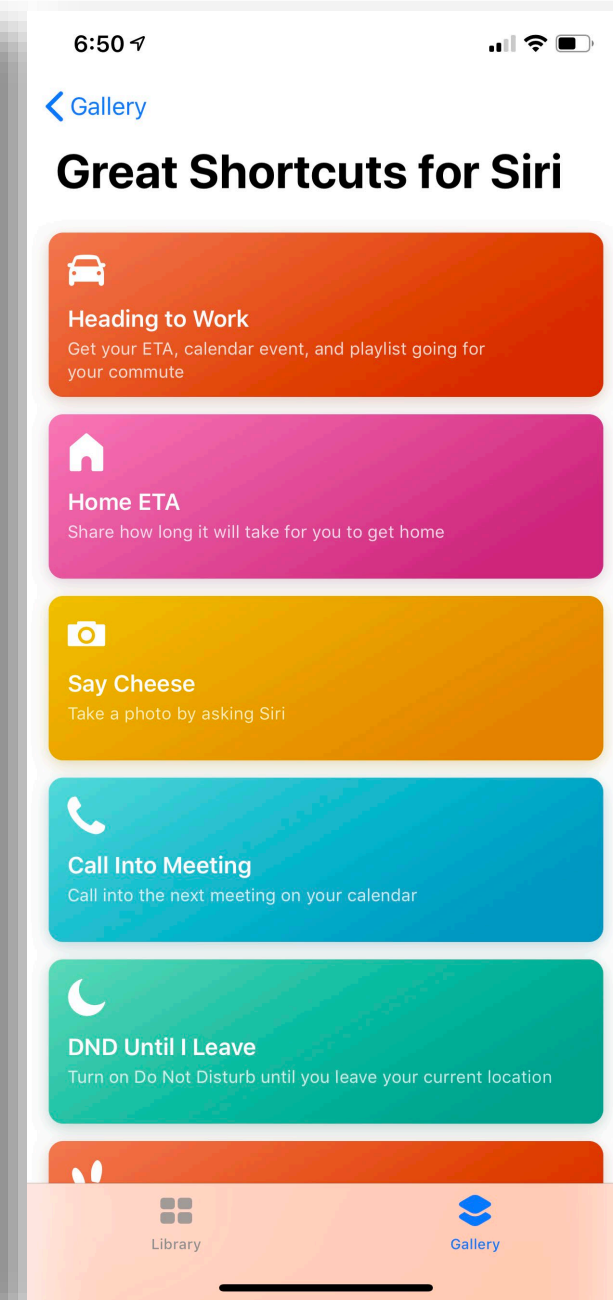 6:50
Gallery
Great Shortcuts for Siri
Heading to Work
Get your ETA, calendar event, and playlist going for
your commute
Home ETA
Share how long it will take for you to get home
Say Cheese
Take a photo by asking Siri
Call Into Meeting
Call into the next meeting on your calendar
DND Until I Leave
Turn on Do Not Disturb until you leave your current location
Library
Gallery